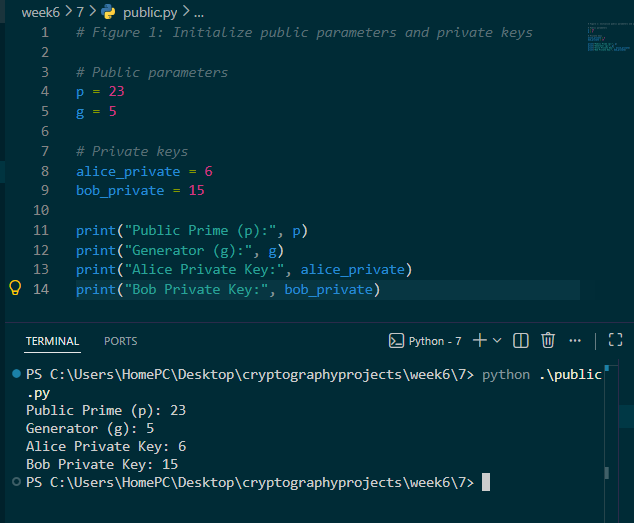 week6 > 7 > public.py > ...
1 # Figure 1: Initialize public parameters and private keys
2
3 # Public parameters
4 p = 23
5 g = 5
6
7 # Private keys
8 alice_private = 6
9 bob_private = 15
10
11 print("Public Prime (p):", p)
12 print("Generator (g):", g)
13 print("Alice Private Key:", alice_private)
14 print("Bob Private Key:", bob_private)
TERMINAL PORTS Python - 7
PS C:\Users\HomePC\Desktop\cryptographyprojects\week6\7> python .\public
.py
Public Prime (p): 23
Generator (g): 5
Alice Private Key: 6
Bob Private Key: 15
PS C:\Users\HomePC\Desktop\cryptographyprojects\week6\7>